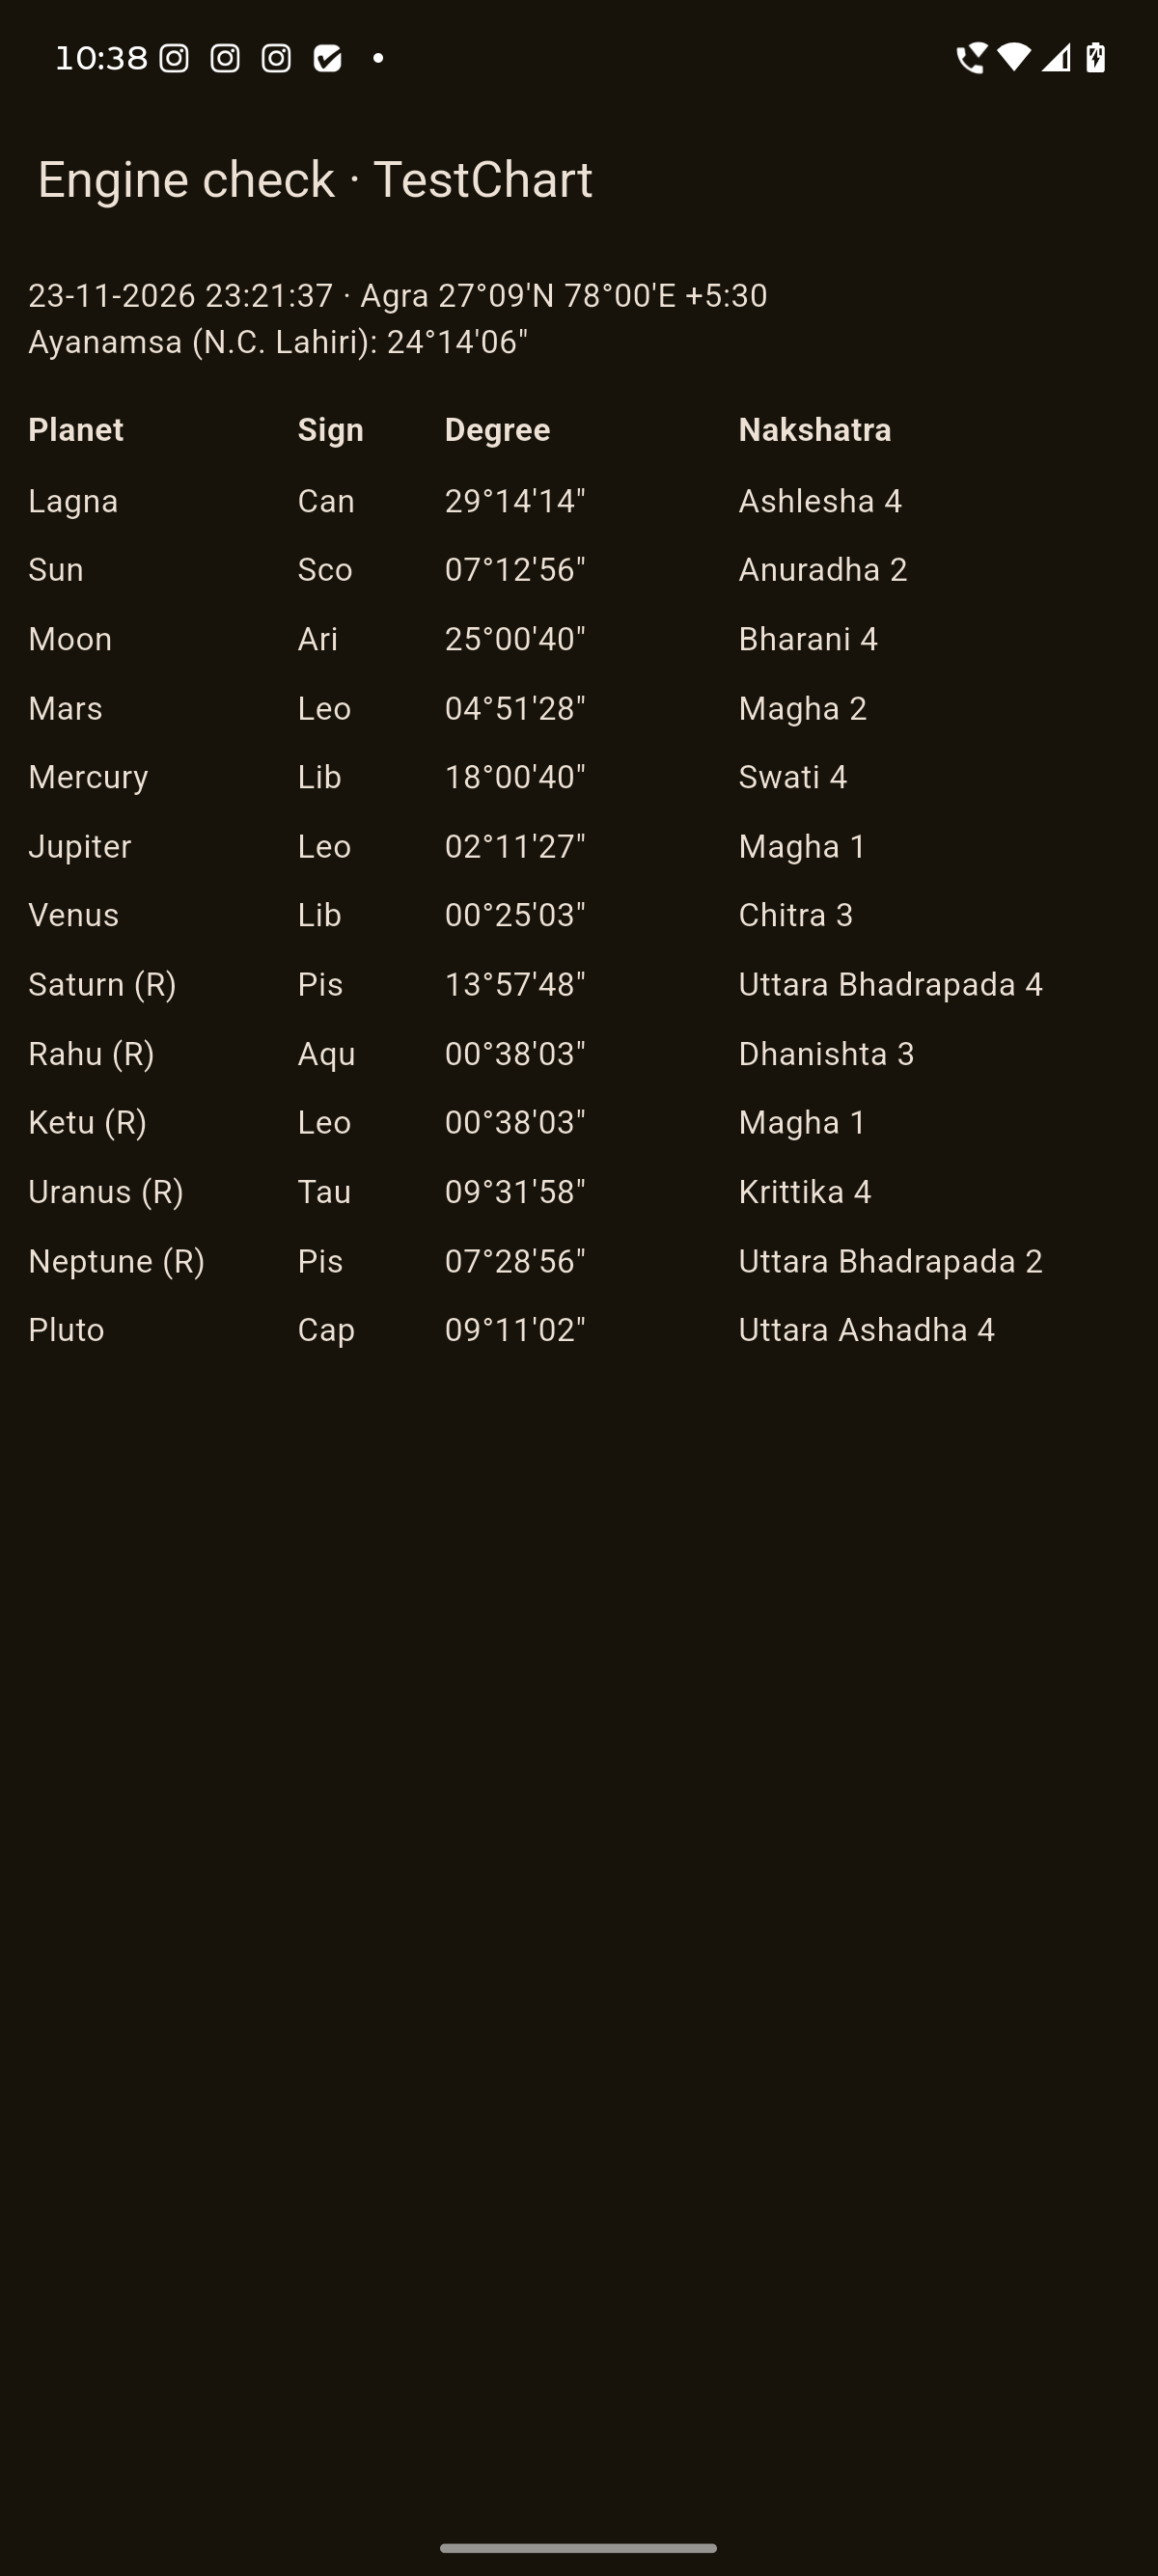 10:38
Engine check · TestChart
23-11-2026 23:21:37 · Agra 27°09'N 78°00'E +5:30
Ayanamsa (N.C. Lahiri): 24°14'06"
Planet Sign Degree Nakshatra
Lagna Can 29°14'14" Ashlesha 4
Sun Sco 07°12'56" Anuradha 2
Moon Ari 25°00'40" Bharani 4
Mars Leo 04°51'28" Magha 2
Mercury Lib 18°00'40" Swati 4
Jupiter Leo 02°11'27" Magha 1
Venus Lib 00°25'03" Chitra 3
Saturn (R) Pis 13°57'48" Uttara Bhadrapada 4
Rahu (R) Aqu 00°38'03" Dhanishta 3
Ketu (R) Leo 00°38'03" Magha 1
Uranus (R) Tau 09°31'58" Krittika 4
Neptune (R) Pis 07°28'56" Uttara Bhadrapada 2
Pluto Cap 09°11'02" Uttara Ashadha 4